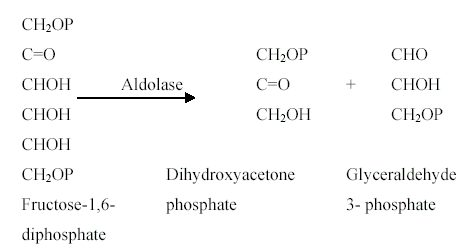 CH₂OP
C=O CH₂OP CHO
CHOH Aldolase C=O + CHOH
CHOH CH₂OH CH₂OP
CHOH
CH₂OP Dihydroxyacetone Glyceraldehyde
Fructose-1,6- phosphate 3- phosphate
diphosphate